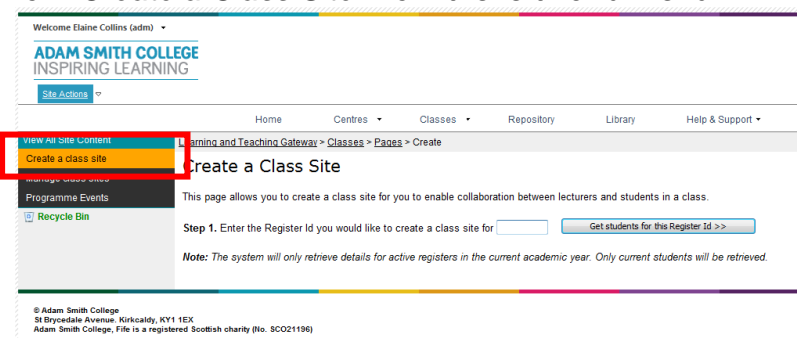 Welcome Elaine Collins (adm)
ADAM SMITH COLLEGE
INSPIRING LEARNING
Site Actions
Home Centres Classes Repository Library Help & Support
View All Site Content
Learning and Teaching Gateway > Classes > Pages > Create
Create a class site
Create a Class Site
Manage class sites
Programme Events
This page allows you to create a class site for you to enable collaboration between lecturers and students in a class.
Recycle Bin
Step 1. Enter the Register Id you would like to create a class site for Get students for this Register Id >>
Note: The system will only retrieve details for active registers in the current academic year. Only current students will be retrieved.
© Adam Smith College
St Brycedale Avenue. Kirkcaldy, KY1 1EX
Adam Smith College, Fife is a registered Scottish charity (No. SCO21196)